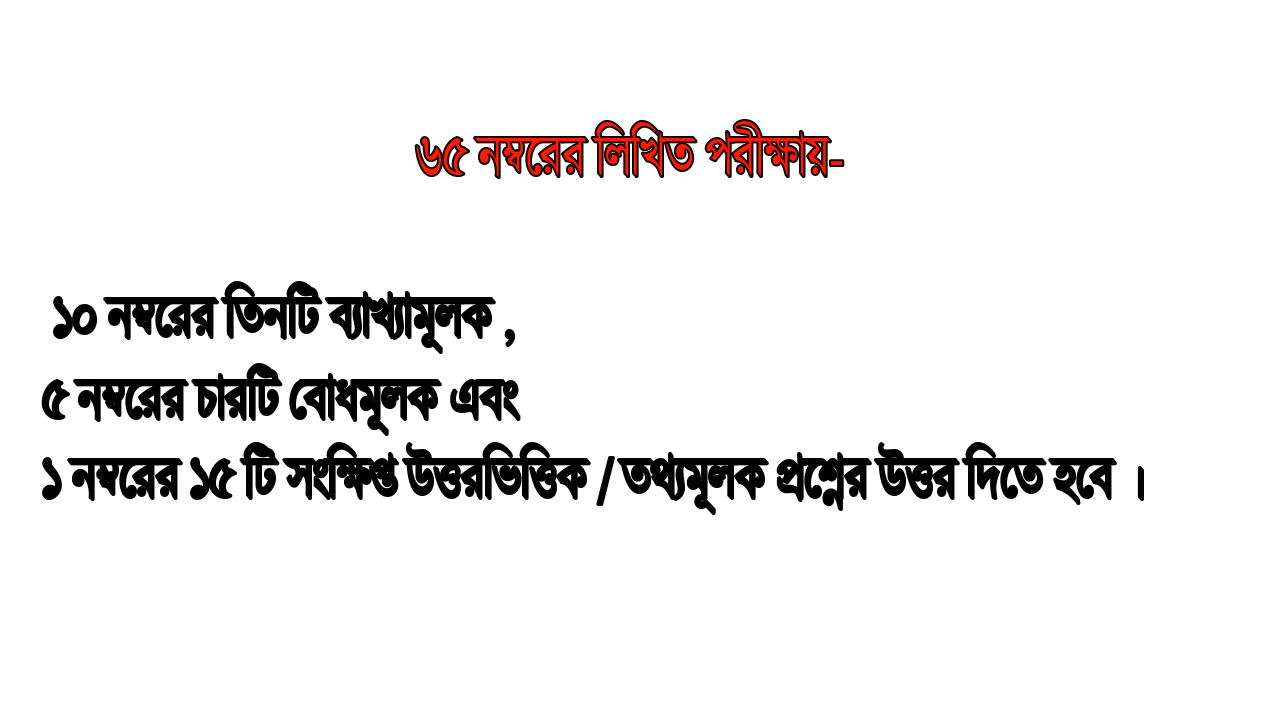 ৬৫ নম্বরের লিখিত পরীক্ষায়-
১০ নম্বরের তিনটি ব্যাখ্যামূলক ,
৫ নম্বরের চারটি বোধমূলক এবং
১ নম্বরের ১৫ টি সংক্ষিপ্ত উত্তরভিত্তিক / তথ্যমূলক প্রশ্নের উত্তর দিতে হবে ।